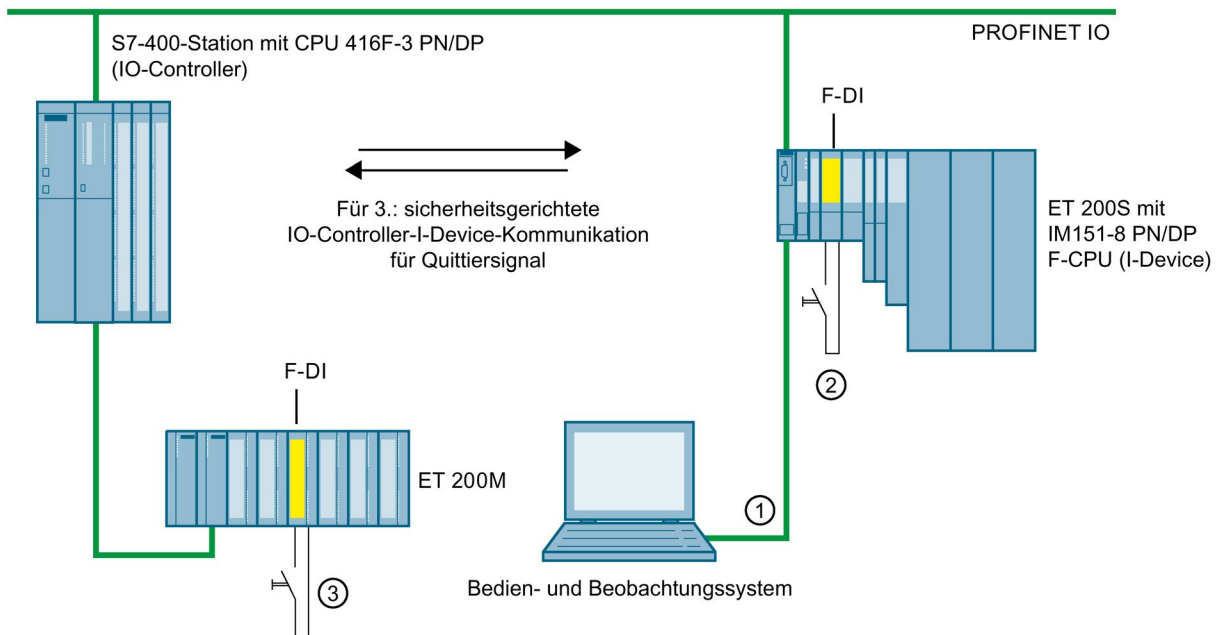 PROFINET IO
S7-400-Station mit CPU 416F-3 PN/DP
(IO-Controller)
F-DI
Für 3.: sicherheitsgerichtete
IO-Controller-I-Device-Kommunikation
für Quittiersignal
ET 200S mit
IM151-8 PN/DP
F-CPU (I-Device)
2
F-DI
ET 200M
1
3
Bedien- und Beobachtungssystem